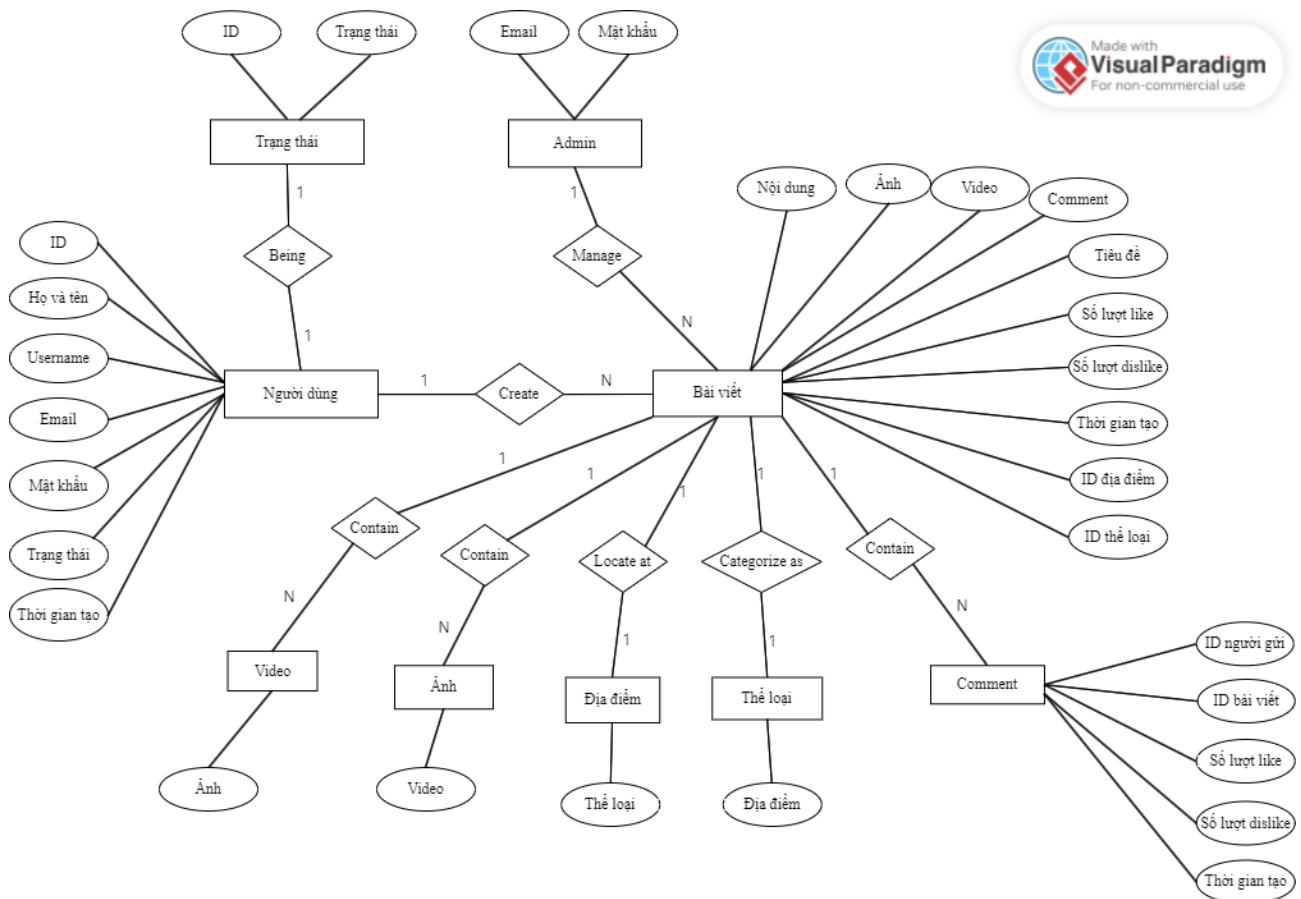 ID
Trạng thái
Email
Mật khẩu
Made with
Visual Paradigm
For non-commercial use
Trạng thái
Admin
1
1
Nội dung
Ảnh
Video
Comment
ID
Being
Manage
Tiêu đề
Họ và tên
Số lượt like
1
N
Username
Số lượt dislike
Người dùng
1
Create
N
Bài viết
Email
Thời gian tạo
Mật khẩu
1
1
1
1
1
ID địa điểm
Contain
Contain
Locate at
Categorize as
Contain
ID thể loại
Trạng thái
Thời gian tạo
N
N
1
1
N
Video
Ảnh
Địa điểm
Thể loại
Comment
ID người gửi
ID bài viết
Số lượt like
Ảnh
Video
Thể loại
Địa điểm
Số lượt dislike
Thời gian tạo